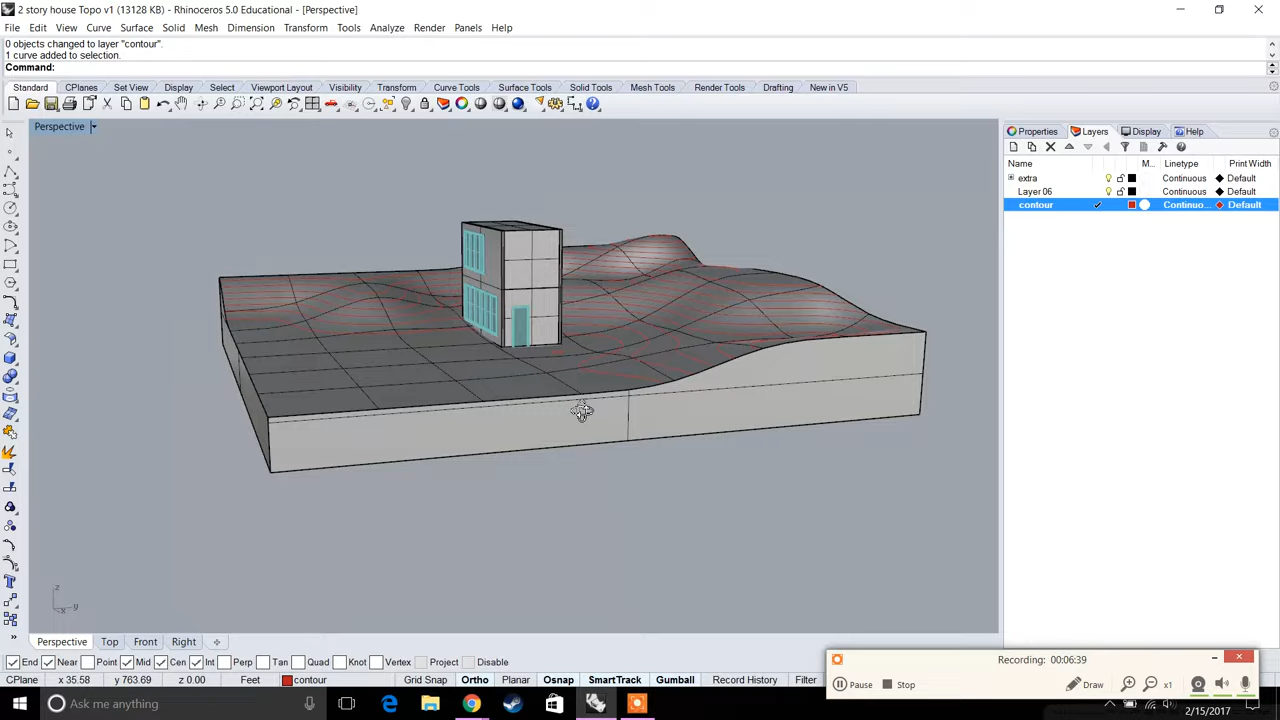 2 story house Topo v1 (13128 KB) - Rhinoceros 5.0 Educational - [Perspective]
File Edit View Curve Surface Solid Mesh Dimension Transform Tools Analyze Render Panels Help
0 objects changed to layer "contour".
1 curve added to selection.
Command:
Standard CPlanes Set View Display Select Viewport Layout Visibility Transform Curve Tools Surface Tools Solid Tools Mesh Tools Render Tools Drafting New in V5
Perspective
Properties Layers Display Help
Name M... Linetype Print Width
extra Continuous Default
Layer 06 Continuous Default
contour Continuo... Default
z
-x y
Perspective Top Front Right
End Near Point Mid Cen Int Perp Tan Quad Knot Vertex Project Disable
CPlane x 35.58 y 763.69 z 0.00 Feet contour Grid Snap Ortho Planar Osnap SmartTrack Gumball Record History Filter
Recording: 00:06:39
Pause Stop Draw x1
Ask me anything
2/15/2017